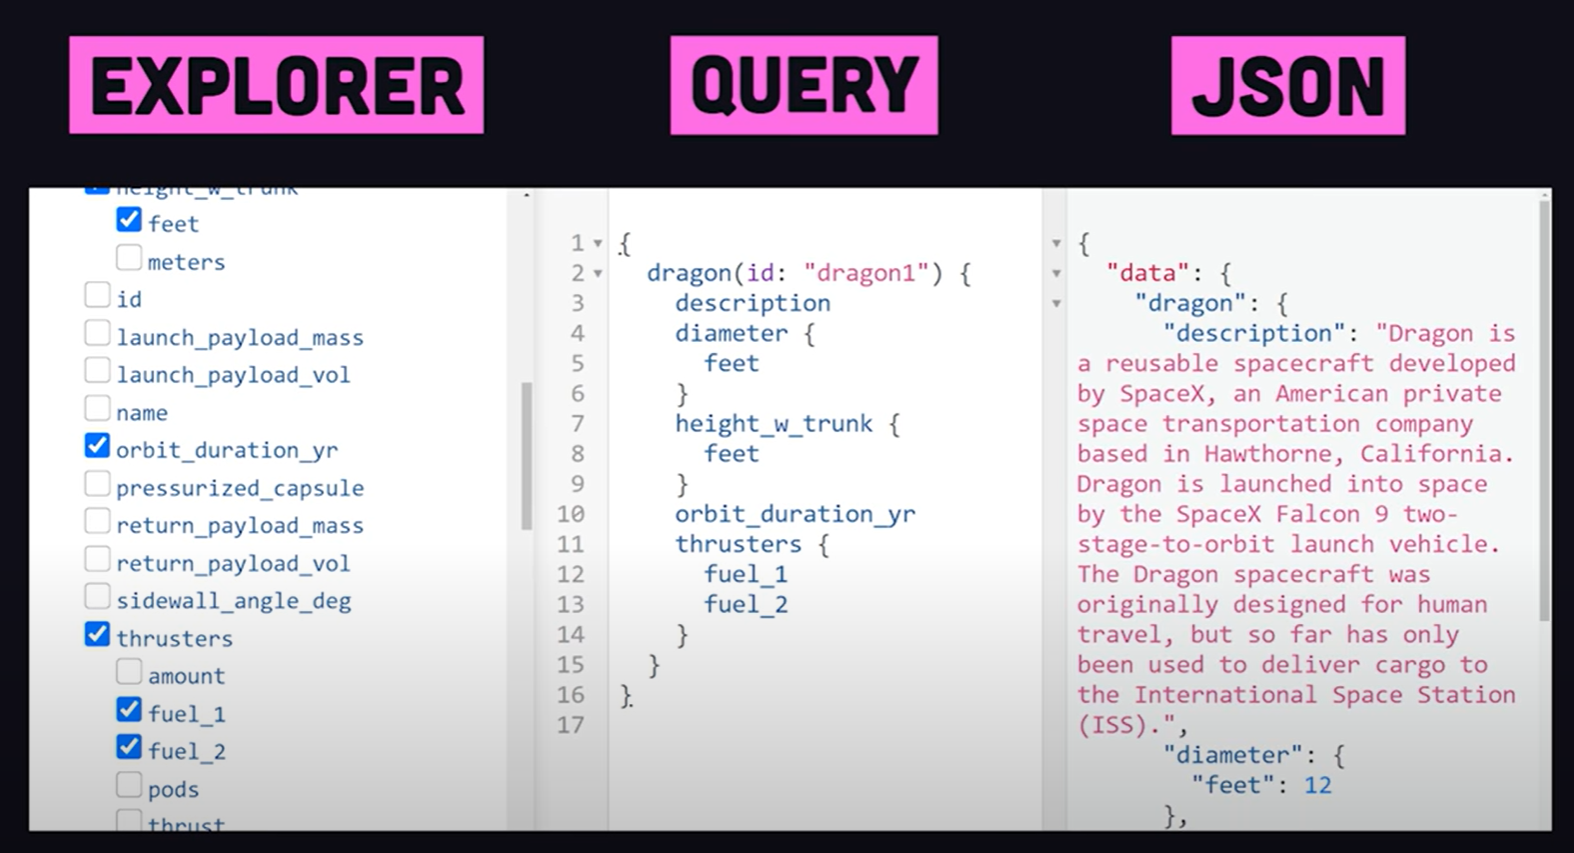 EXPLORER
QUERY
JSON
height_w_trunk
feet
meters
id
launch_payload_mass
launch_payload_vol
name
orbit_duration_yr
pressurized_capsule
return_payload_mass
return_payload_vol
sidewall_angle_deg
thrusters
amount
fuel_1
fuel_2
pods
thrust
1 {
2 dragon(id: "dragon1") {
3 description
4 diameter {
5 feet
6 }
7 height_w_trunk {
8 feet
9 }
10 orbit_duration_yr
11 thrusters {
12 fuel_1
13 fuel_2
14 }
15 }
16 }
17
{
"data": {
"dragon": {
"description": "Dragon is
a reusable spacecraft developed
by SpaceX, an American private
space transportation company
based in Hawthorne, California.
Dragon is launched into space
by the SpaceX Falcon 9 two-
stage-to-orbit launch vehicle.
The Dragon spacecraft was
originally designed for human
travel, but so far has only
been used to deliver cargo to
the International Space Station
(ISS).",
"diameter": {
"feet": 12
},